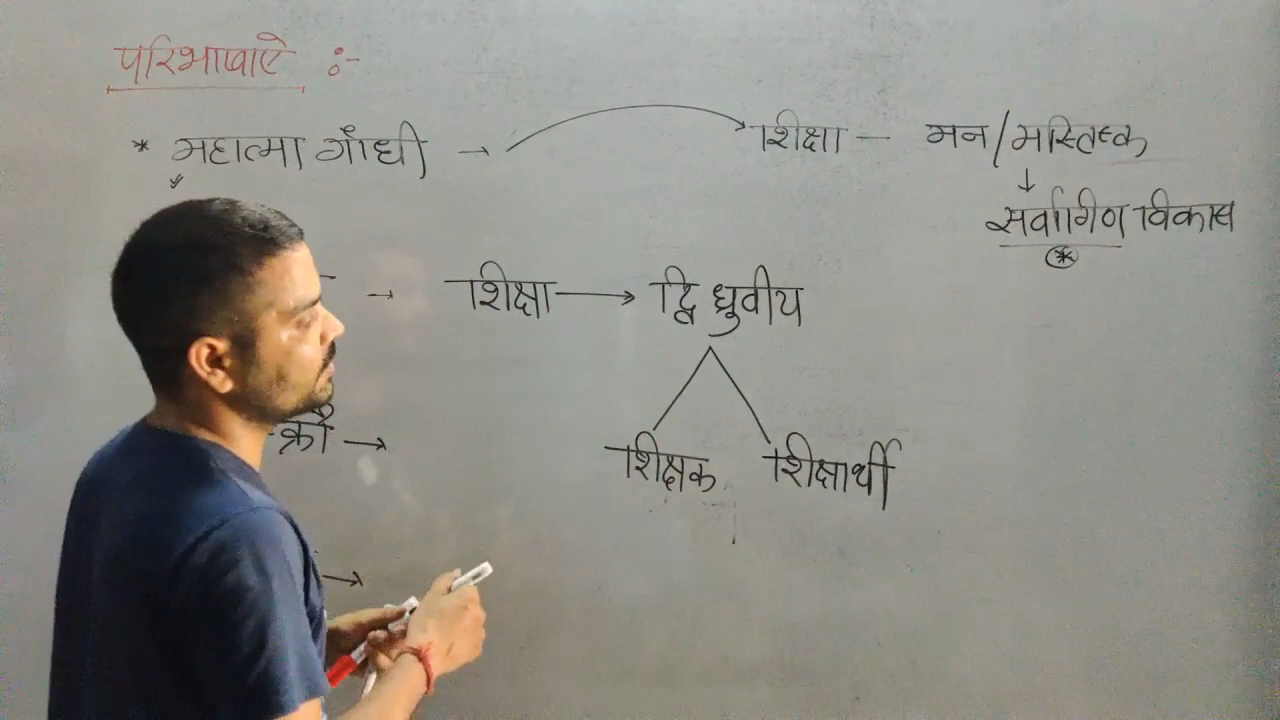 परिभाषाऐ :-
* महात्मा गाँधी → शिक्षा – मन/मस्तिष्क
↓
सर्वागिण विकास
→ शिक्षा → द्वि ध्रुवीय
शिक्षक शिक्षार्थी
→
→